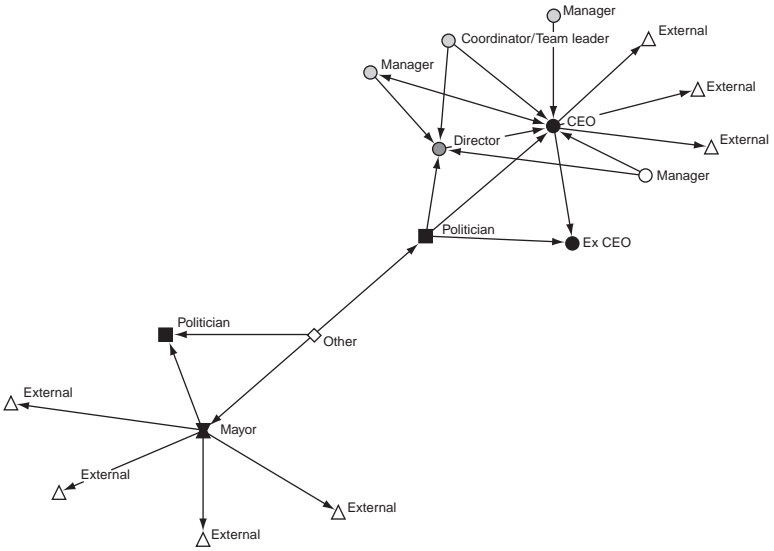 Manager
External
Coordinator/Team leader
Manager
External
CEO
Director
External
Manager
Politician
Ex CEO
Politician
Other
External
Mayor
External
External
External